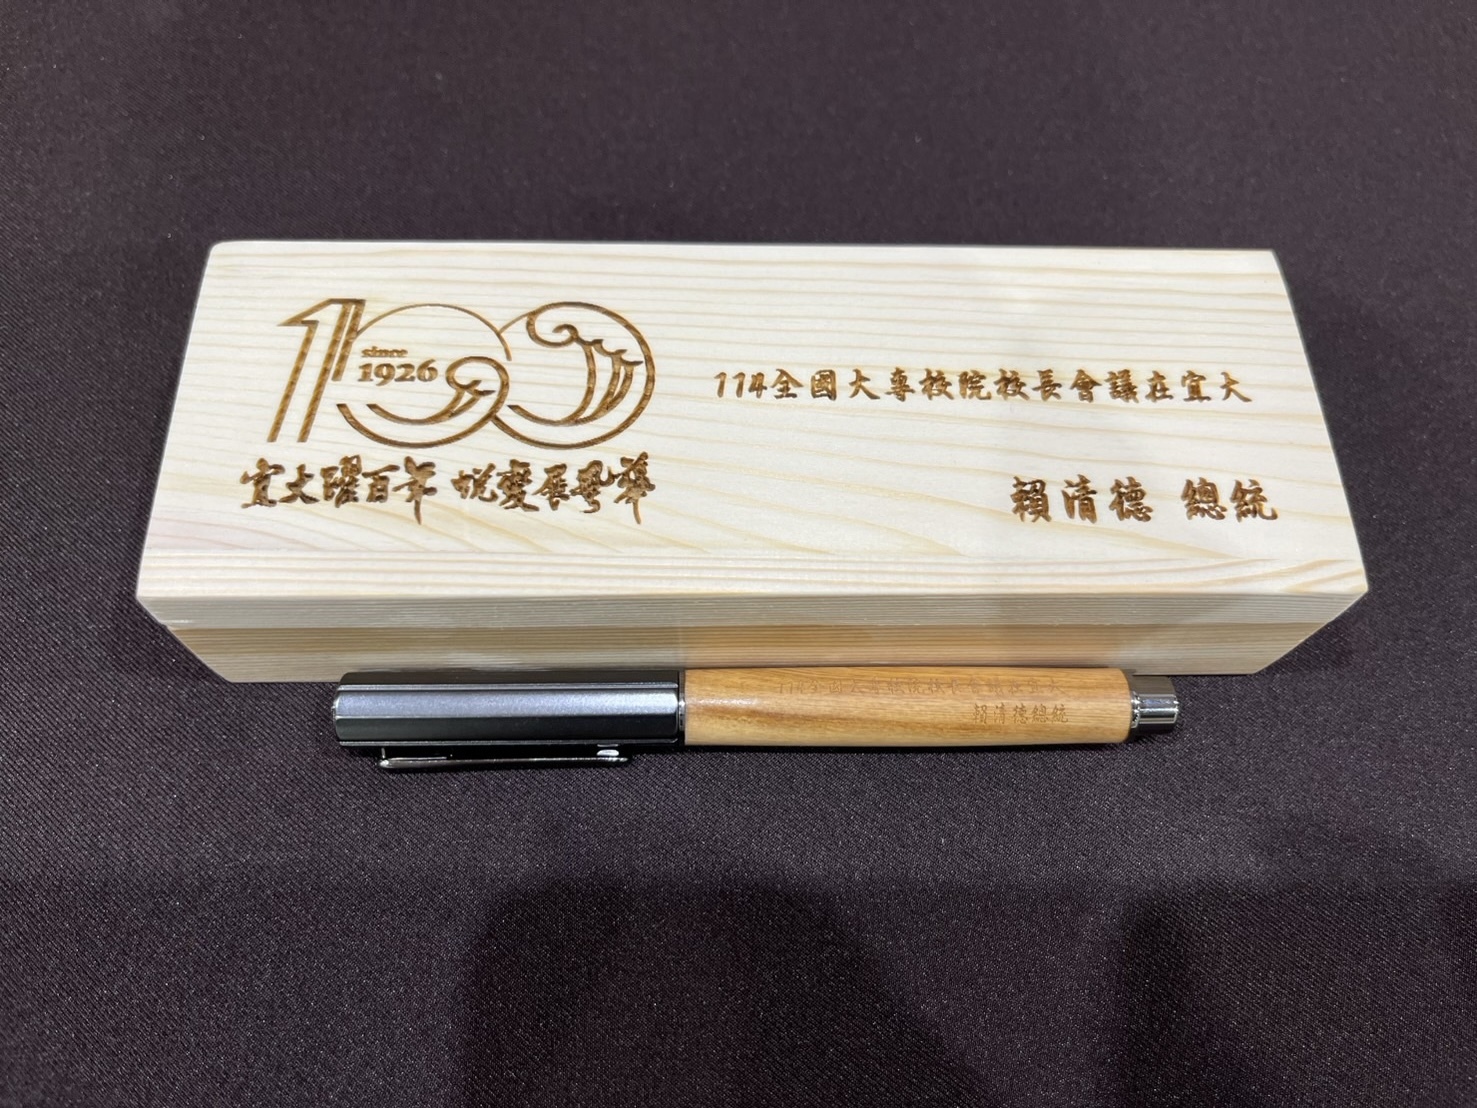 100
since
1926
宜大躍百年 蛻變展風華
114全國大專校院校長會議在宜大
賴清德 總統
114全國大專校院校長會議在宜大
賴清德總統